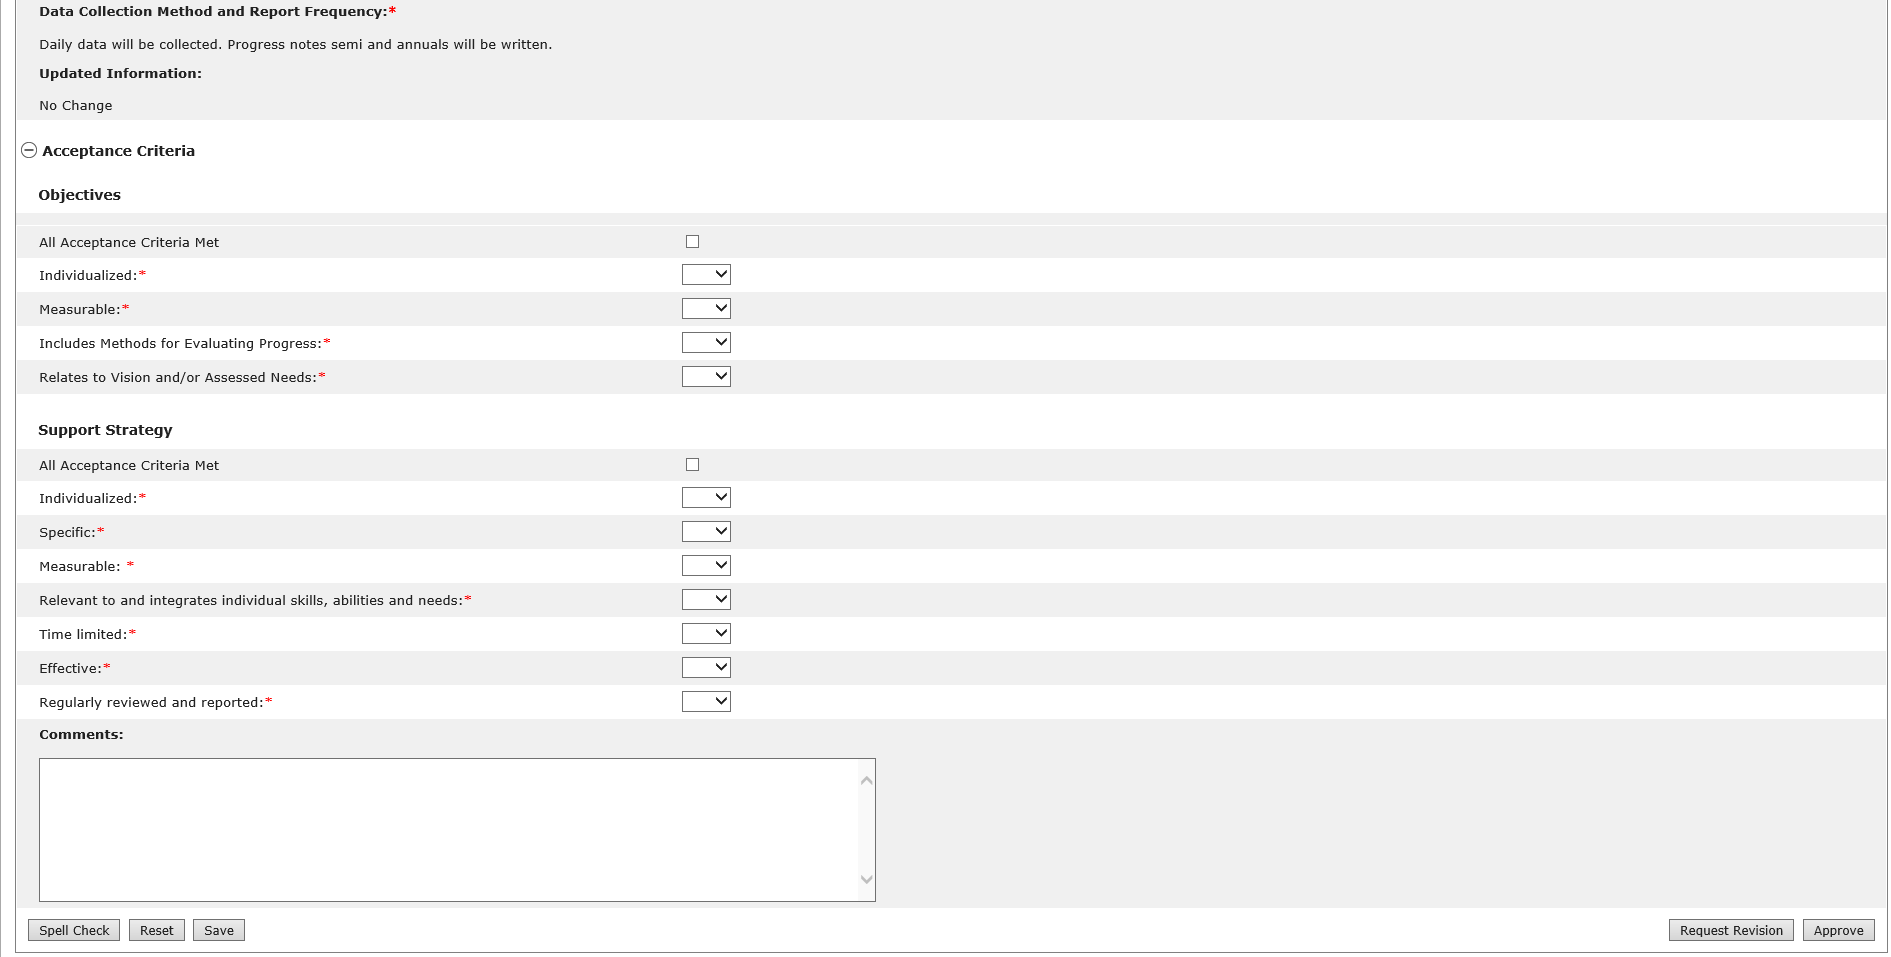 Data Collection Method and Report Frequency:*
Daily data will be collected. Progress notes semi and annuals will be written.
Updated Information:
No Change
Acceptance Criteria
Objectives
All Acceptance Criteria Met
Individualized:*
Measurable:*
Includes Methods for Evaluating Progress:*
Relates to Vision and/or Assessed Needs:*
Support Strategy
All Acceptance Criteria Met
Individualized:*
Specific:*
Measurable: *
Relevant to and integrates individual skills, abilities and needs:*
Time limited:*
Effective:*
Regularly reviewed and reported:*
Comments:
Spell Check Reset Save Request Revision Approve